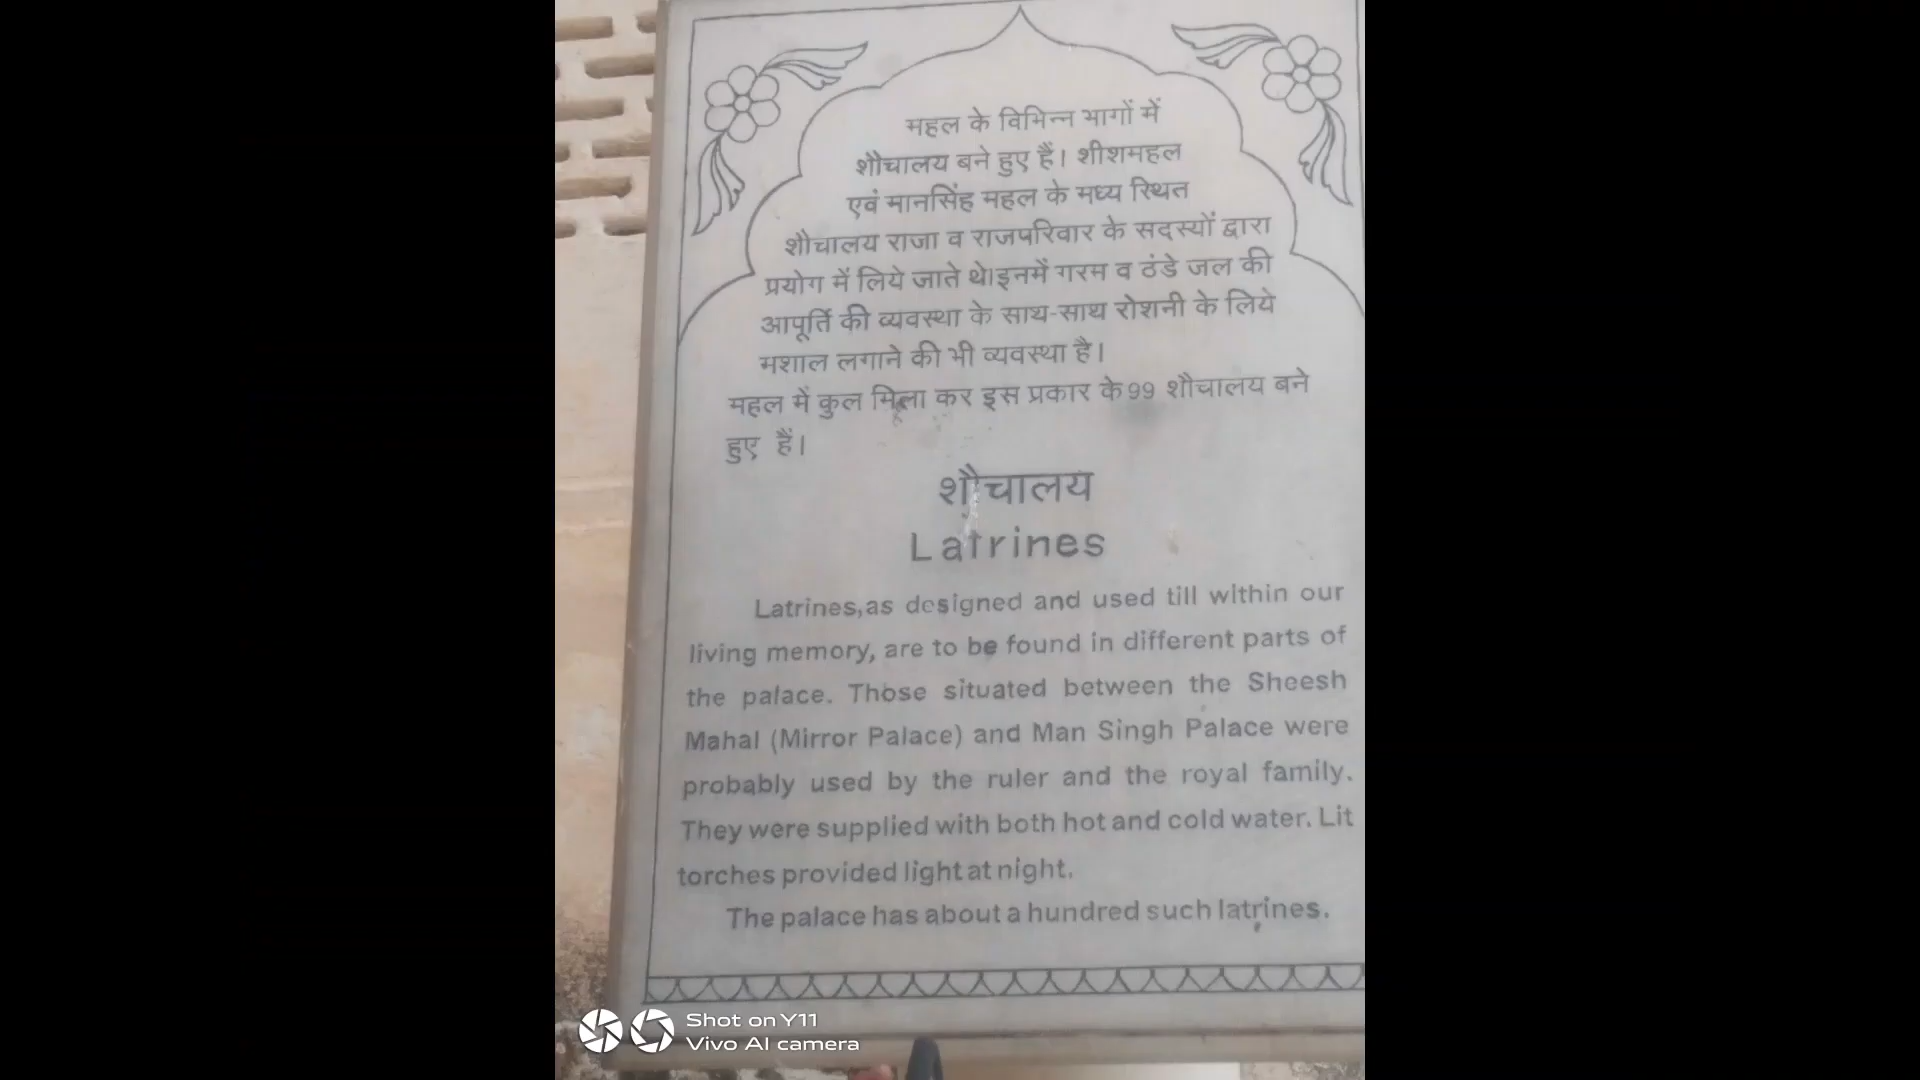 महल के विभिन्न भागों में
शौचालय बने हुए हैं। शीशमहल
एवं मानसिंह महल के मध्य स्थित
शौचालय राजा व राजपरिवार के सदस्यों द्वारा
प्रयोग में लिये जाते थे।इनमें गरम व ठंडे जल की
आपूर्ति की व्यवस्था के साथ-साथ रोशनी के लिये
मशाल लगाने की भी व्यवस्था है।
महल में कुल मिला कर इस प्रकार के 99 शौचालय बने
हुए हैं।
शौचालय
Latrines
Latrines,as designed and used till within our
living memory, are to be found in different parts of
the palace. Those situated between the Sheesh
Mahal (Mirror Palace) and Man Singh Palace were
probably used by the ruler and the royal family.
They were supplied with both hot and cold water. Lit
torches provided light at night.
The palace has about a hundred such latrines.
Shot on Y11
Vivo AI camera